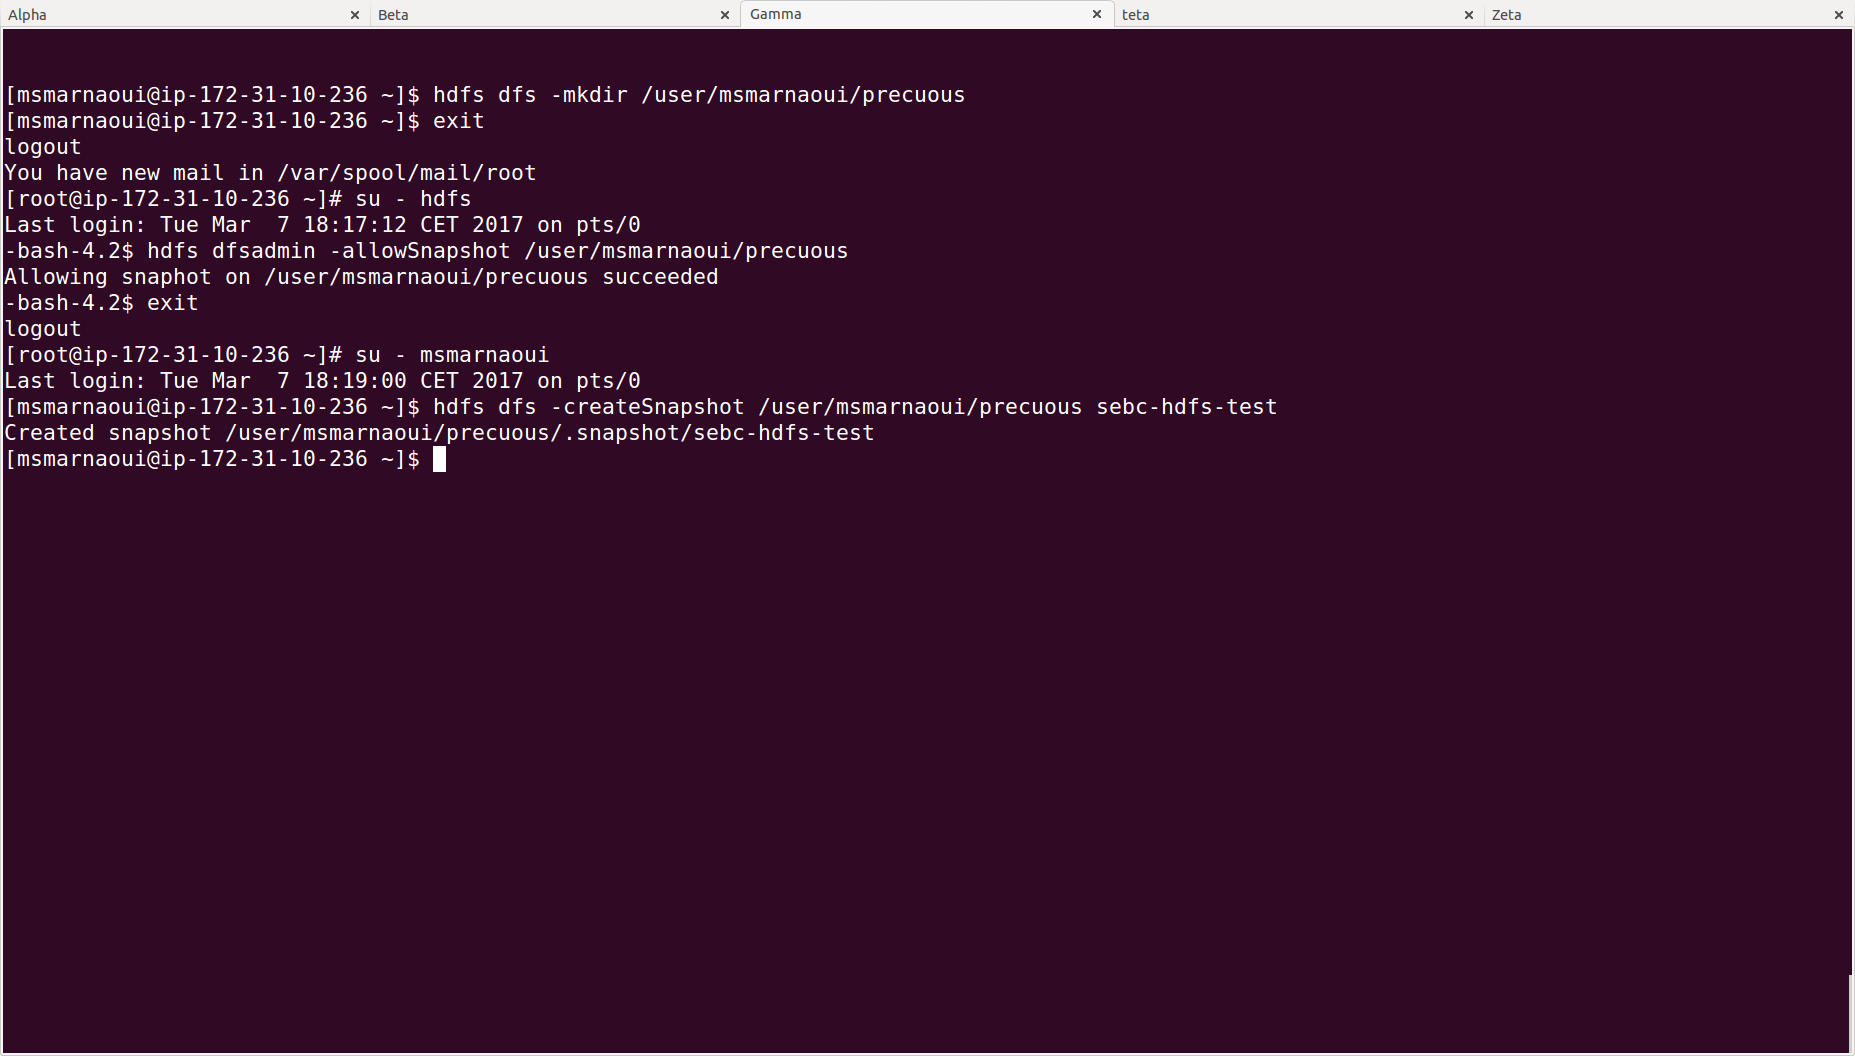 Alpha × Beta × Gamma × teta × Zeta ×
[msmarnaoui@ip-172-31-10-236 ~]$ hdfs dfs -mkdir /user/msmarnaoui/precuous
[msmarnaoui@ip-172-31-10-236 ~]$ exit
logout
You have new mail in /var/spool/mail/root
[root@ip-172-31-10-236 ~]# su - hdfs
Last login: Tue Mar  7 18:17:12 CET 2017 on pts/0
-bash-4.2$ hdfs dfsadmin -allowSnapshot /user/msmarnaoui/precuous
Allowing snaphot on /user/msmarnaoui/precuous succeeded
-bash-4.2$ exit
logout
[root@ip-172-31-10-236 ~]# su - msmarnaoui
Last login: Tue Mar  7 18:19:00 CET 2017 on pts/0
[msmarnaoui@ip-172-31-10-236 ~]$ hdfs dfs -createSnapshot /user/msmarnaoui/precuous sebc-hdfs-test
Created snapshot /user/msmarnaoui/precuous/.snapshot/sebc-hdfs-test
[msmarnaoui@ip-172-31-10-236 ~]$